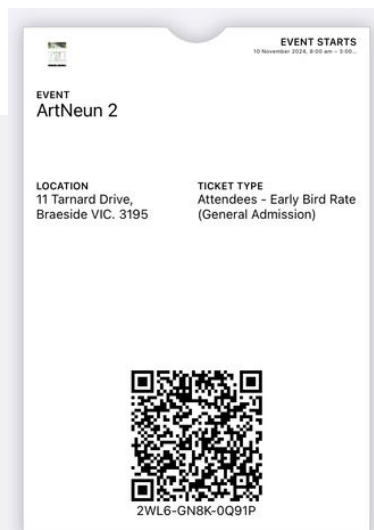 EVENT STARTS
10 November 2024, 8:00 am – 3:00...
EVENT
ArtNeun 2
LOCATION
11 Tarnard Drive,
Braeside VIC. 3195
TICKET TYPE
Attendees - Early Bird Rate
(General Admission)
2WL6-GN8K-0Q91P